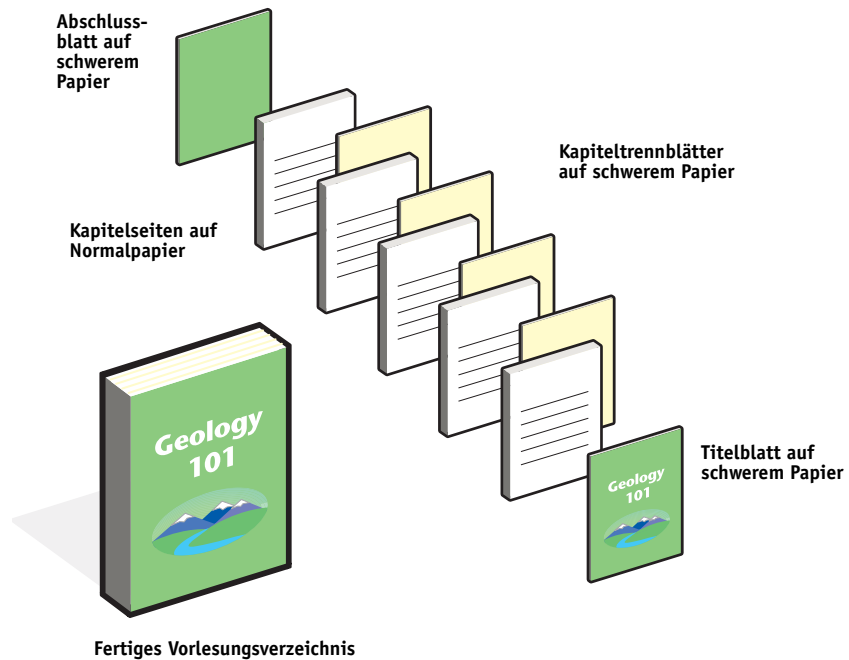 Abschluss-
blatt auf
schwerem
Papier
Kapiteltrennblätter
auf schwerem Papier
Kapitelseiten auf
Normalpapier
Geology
101
Titelblatt auf
schwerem Papier
Geology
101
Fertiges Vorlesungsverzeichnis